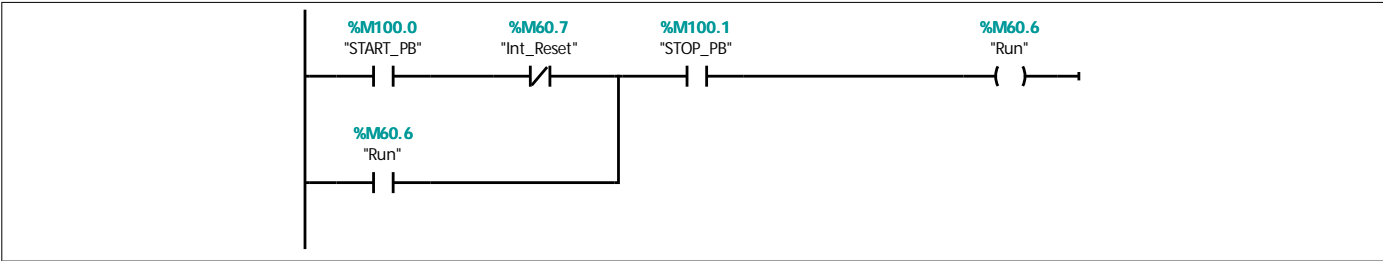 %M100.0 %M60.7 %M100.1 %M60.6
"START_PB" "Int_Reset" "STOP_PB" "Run"
%M60.6
"Run"